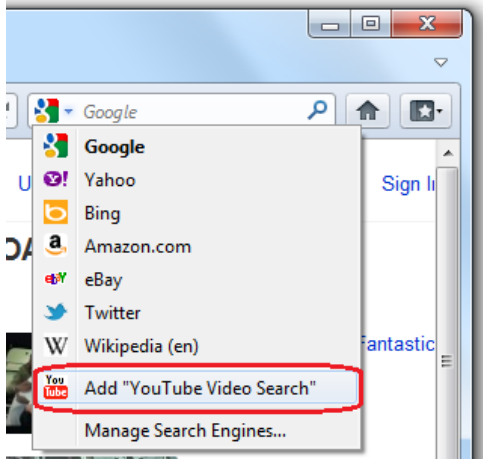 Google
Google
U
Yahoo
Sign I
Bing
Amazon.com
eBay
Twitter
Wikipedia (en)
Fantastic
You Tube
Add "YouTube Video Search"
Manage Search Engines...